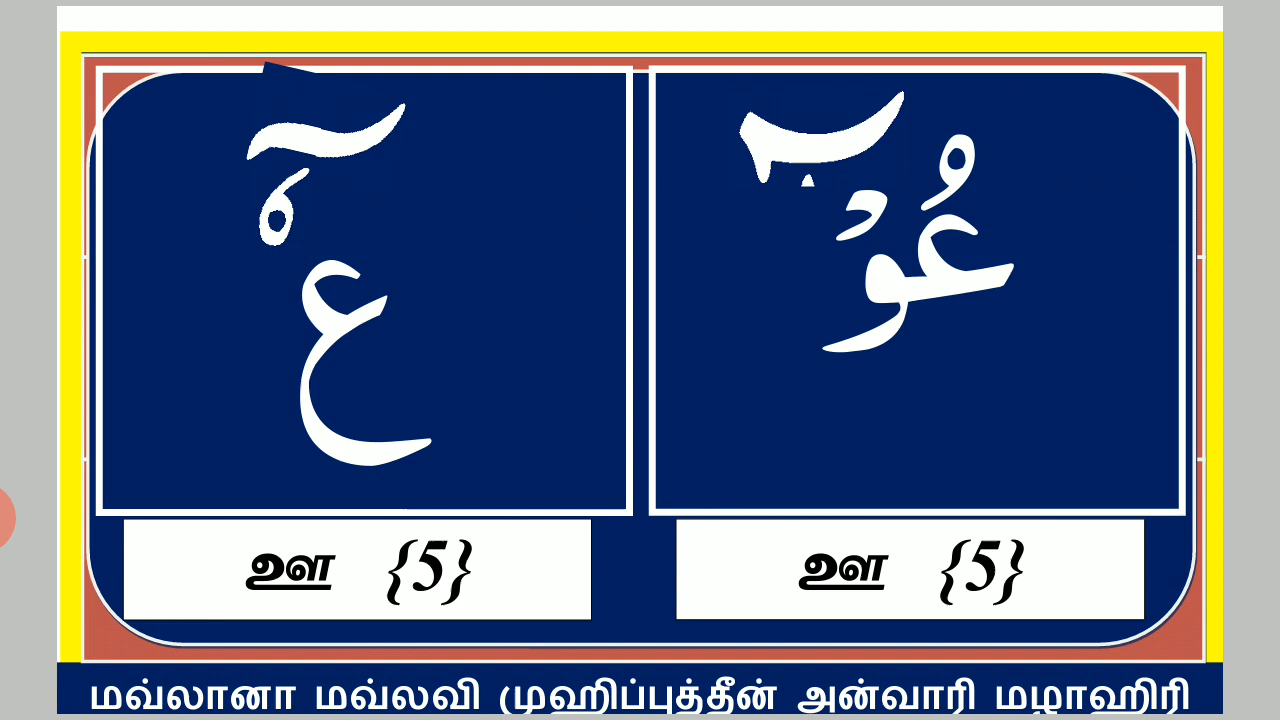 عُوْٓ
عٗٓ
ஊ {5}
ஊ {5}
மவ்லானா மவ்லவி முஹிப்புத்தீன் அன்வாரி மழாஹிரி